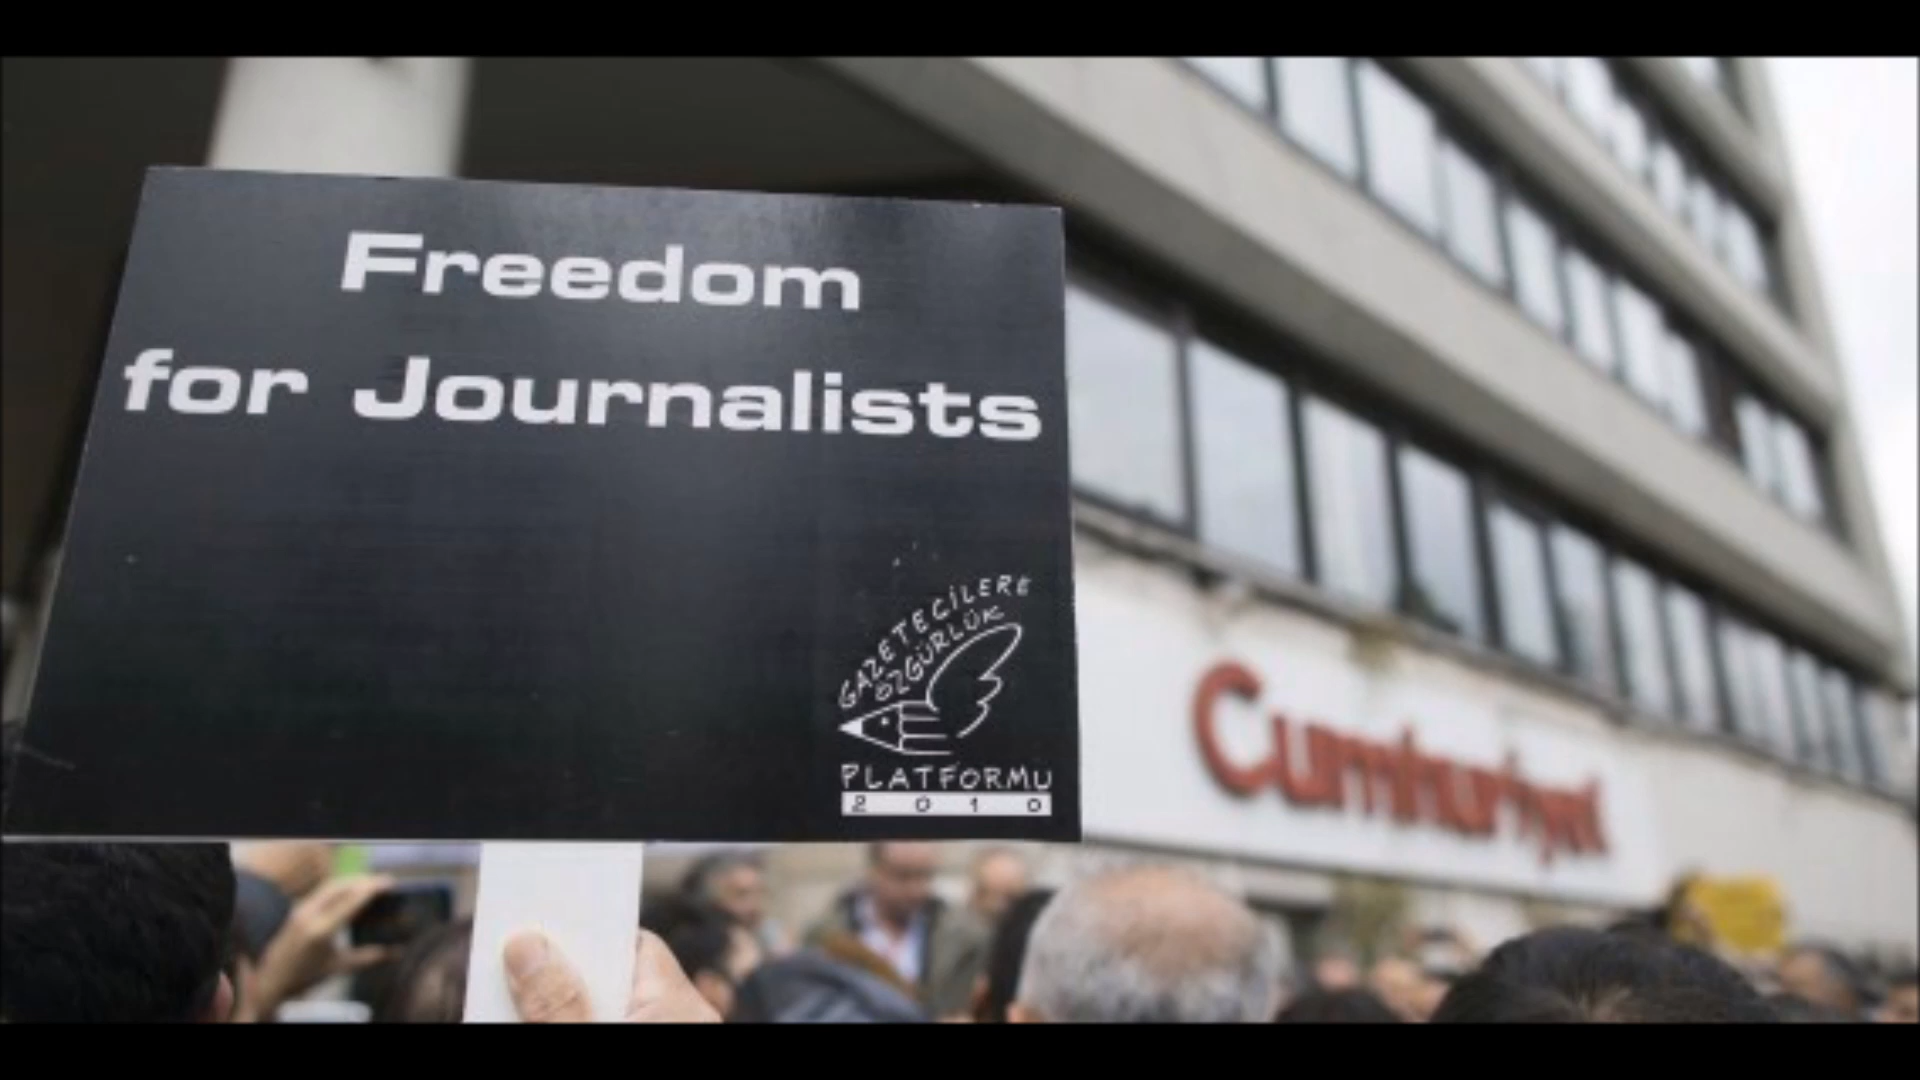 Freedom
for Journalists
GAZETECİLERE
ÖZGÜRLÜK
PLATFORMU
2010
Cumhuriyet